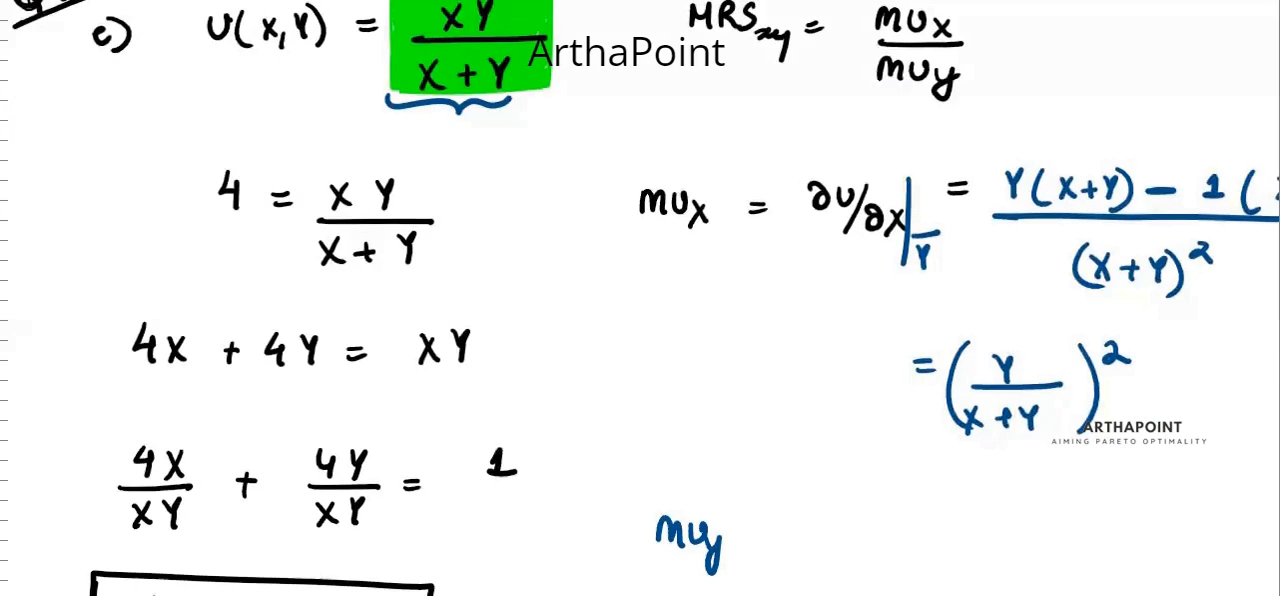 c) U(X,Y) = XY / X + Y
MRSxy = MUx / MUy
ArthaPoint
4 = XY / X + Y
MUx = ∂U/∂X|Y̅ = Y(X+Y) − 1( / (X+Y)²
4X + 4Y = XY
= (Y / X+Y)²
ARTHAPOINT
AIMING PARETO OPTIMALITY
4X / XY + 4Y / XY = 1
MUy